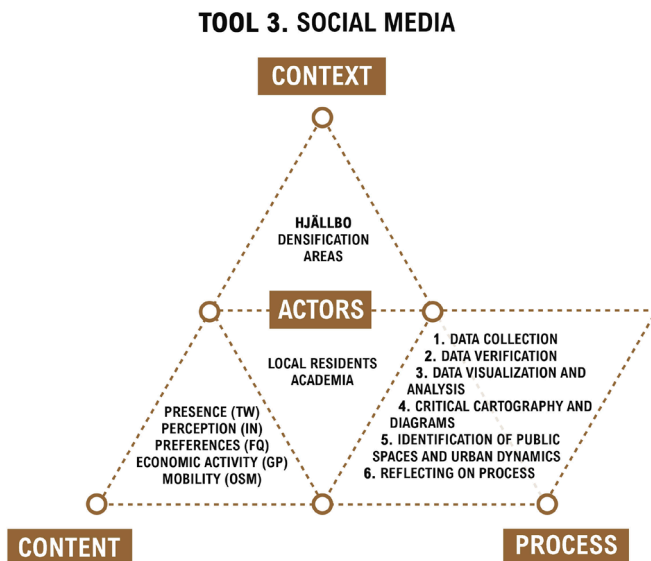 TOOL 3. SOCIAL MEDIA
CONTEXT
HJÄLLBO
DENSIFICATION
AREAS
ACTORS
LOCAL RESIDENTS
ACADEMIA
PRESENCE (TW)
PERCEPTION (IN)
PREFERENCES (FQ)
ECONOMIC ACTIVITY (GP)
MOBILITY (OSM)
1. DATA COLLECTION
2. DATA VERIFICATION
3. DATA VISUALIZATION AND
ANALYSIS
4. CRITICAL CARTOGRAPHY AND
DIAGRAMS
5. IDENTIFICATION OF PUBLIC
SPACES AND URBAN DYNAMICS
6. REFLECTING ON PROCESS
CONTENT
PROCESS